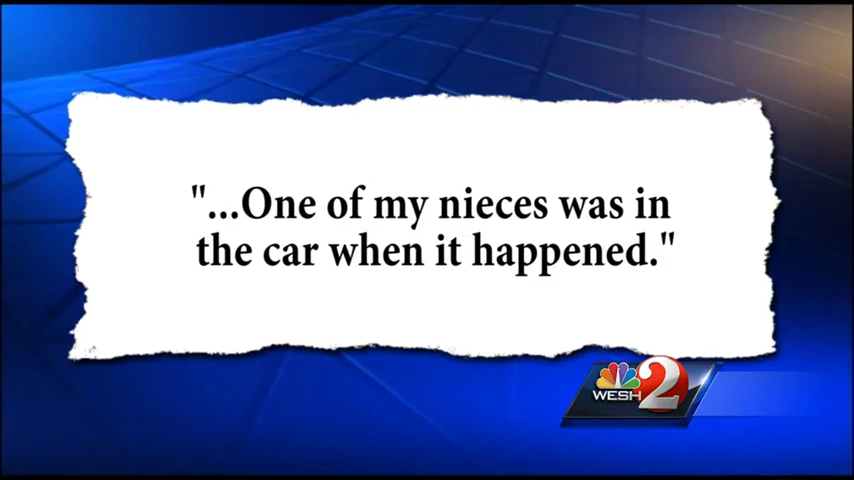 "...One of my nieces was in
the car when it happened."
WESH 2